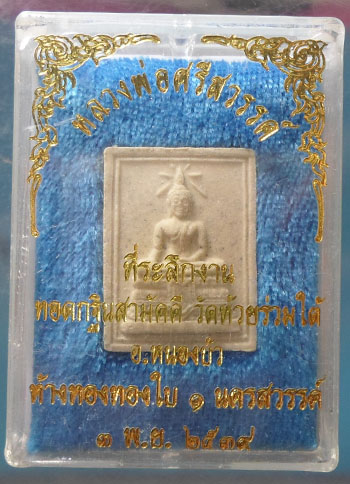 หลวงพ่อศรีสวรรค์
ที่ระลึกงาน
ทอดกฐินสามัคคี วัดห้วยร่วมใต้
อ.หนองบัว
ห้างทองทองใบ ๑ นครสวรรค์
๓ พ.ย. ๒๕๓๙